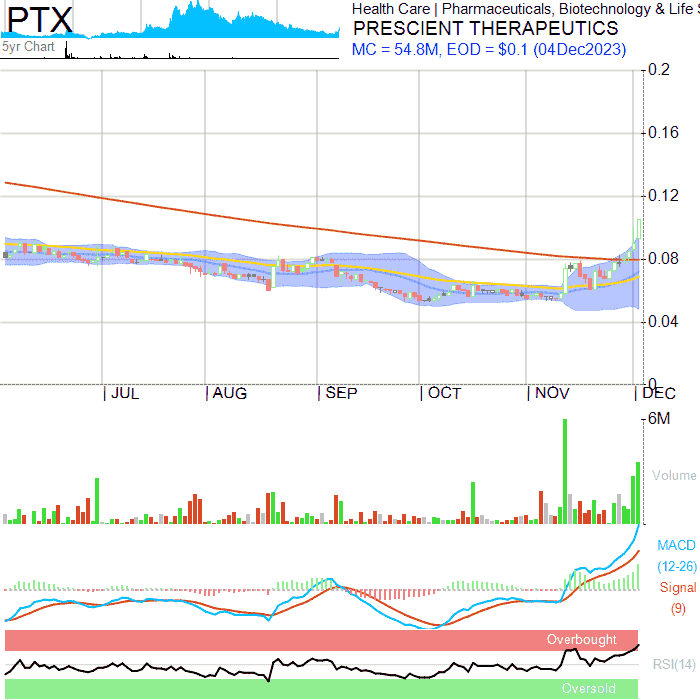 PTX
Health Care | Pharmaceuticals, Biotechnology & Life S
PRESCIENT THERAPEUTICS
MC = 54.8M, EOD = $0.1 (04Dec2023)
5yr Chart
0.2
0.16
0.12
0.08
0.04
0
| JUL | AUG | SEP | OCT | NOV | DEC
6M
Volume
MACD
(12-26)
Signal
(9)
Overbought
RSI(14)
Oversold